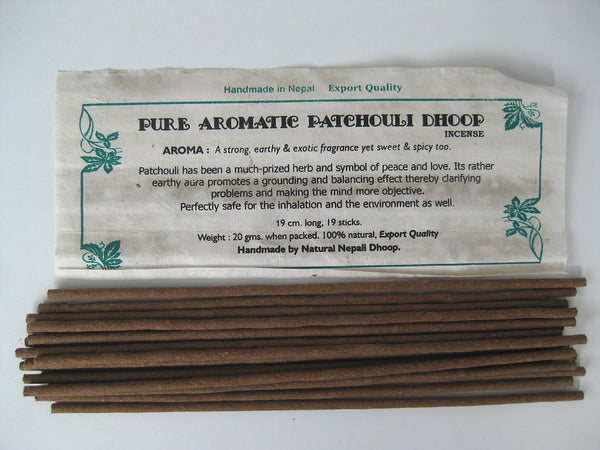 Handmade in Nepal Export Quality
PURE AROMATIC PATCHOULI DHOOP
INCENSE
AROMA : A strong, earthy & exotic fragrance yet sweet & spicy too.
Patchouli has been a much-prized herb and symbol of peace and love. Its rather
earthy aura promotes a grounding and balancing effect thereby clarifying
problems and making the mind more objective.
Perfectly safe for the inhalation and the environment as well.
19 cm. long, 19 sticks.
Weight : 20 gms. when packed. 100% natural, Export Quality
Handmade by Natural Nepali Dhoop.